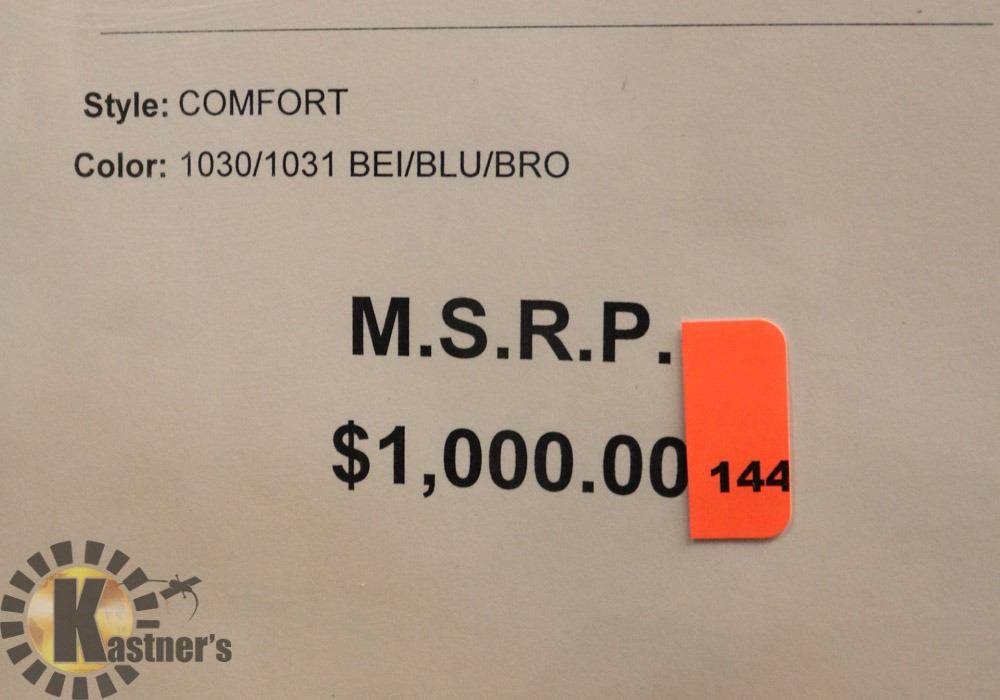 Style: COMFORT
Color: 1030/1031 BEI/BLU/BRO
M.S.R.P.
$1,000.00
144
Kastner's